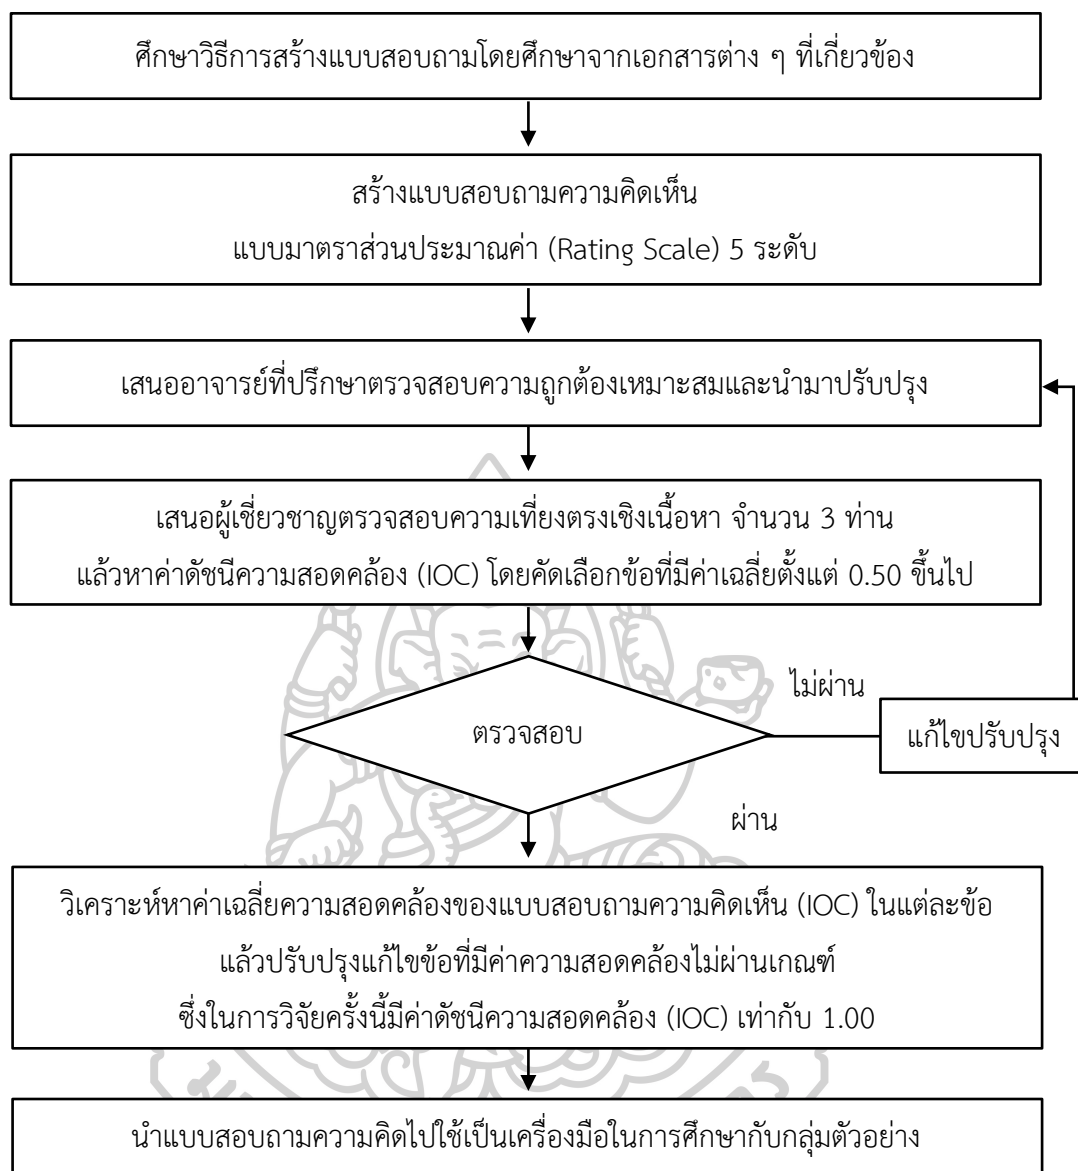 ศึกษาวิธีการสร้างแบบสอบถามโดยศึกษาจากเอกสารต่าง ๆ ที่เกี่ยวข้อง
สร้างแบบสอบถามความคิดเห็น
แบบมาตราส่วนประมาณค่า (Rating Scale) 5 ระดับ
เสนออาจารย์ที่ปรึกษาตรวจสอบความถูกต้องเหมาะสมและนำมาปรับปรุง
เสนอผู้เชี่ยวชาญตรวจสอบความเที่ยงตรงเชิงเนื้อหา จำนวน 3 ท่าน
แล้วหาค่าดัชนีความสอดคล้อง (IOC) โดยคัดเลือกข้อที่มีค่าเฉลี่ยตั้งแต่ 0.50 ขึ้นไป
ไม่ผ่าน
ตรวจสอบ
แก้ไขปรับปรุง
ผ่าน
วิเคราะห์หาค่าเฉลี่ยความสอดคล้องของแบบสอบถามความคิดเห็น (IOC) ในแต่ละข้อ
แล้วปรับปรุงแก้ไขข้อที่มีค่าความสอดคล้องไม่ผ่านเกณฑ์
ซึ่งในการวิจัยครั้งนี้มีค่าดัชนีความสอดคล้อง (IOC) เท่ากับ 1.00
นำแบบสอบถามความคิดไปใช้เป็นเครื่องมือในการศึกษากับกลุ่มตัวอย่าง